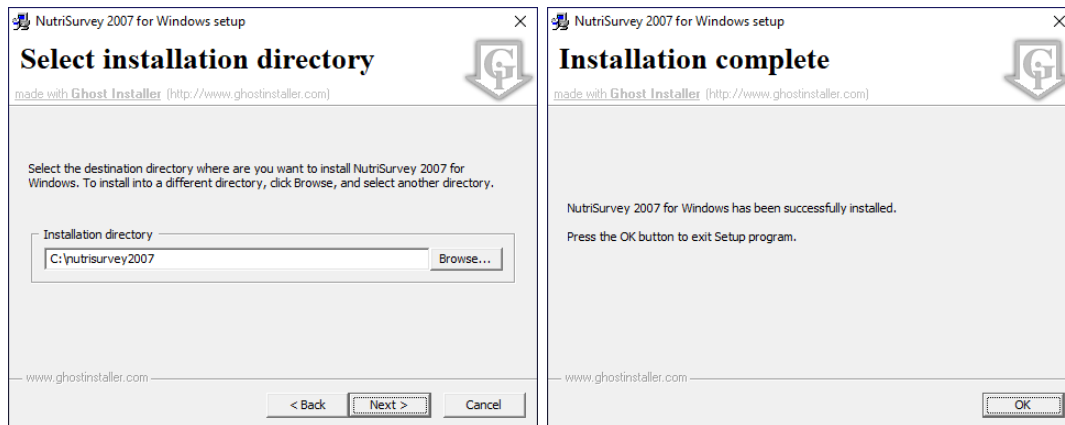 NutriSurvey 2007 for Windows setup
Select installation directory
made with Ghost Installer (http://www.ghostinstaller.com)
Select the destination directory where are you want to install NutriSurvey 2007 for
Windows. To install into a different directory, click Browse, and select another directory.
Installation directory
C:\nutrisurvey2007
Browse...
www.ghostinstaller.com
< Back
Next >
Cancel
NutriSurvey 2007 for Windows setup
Installation complete
made with Ghost Installer (http://www.ghostinstaller.com)
NutriSurvey 2007 for Windows has been successfully installed.
Press the OK button to exit Setup program.
www.ghostinstaller.com
OK